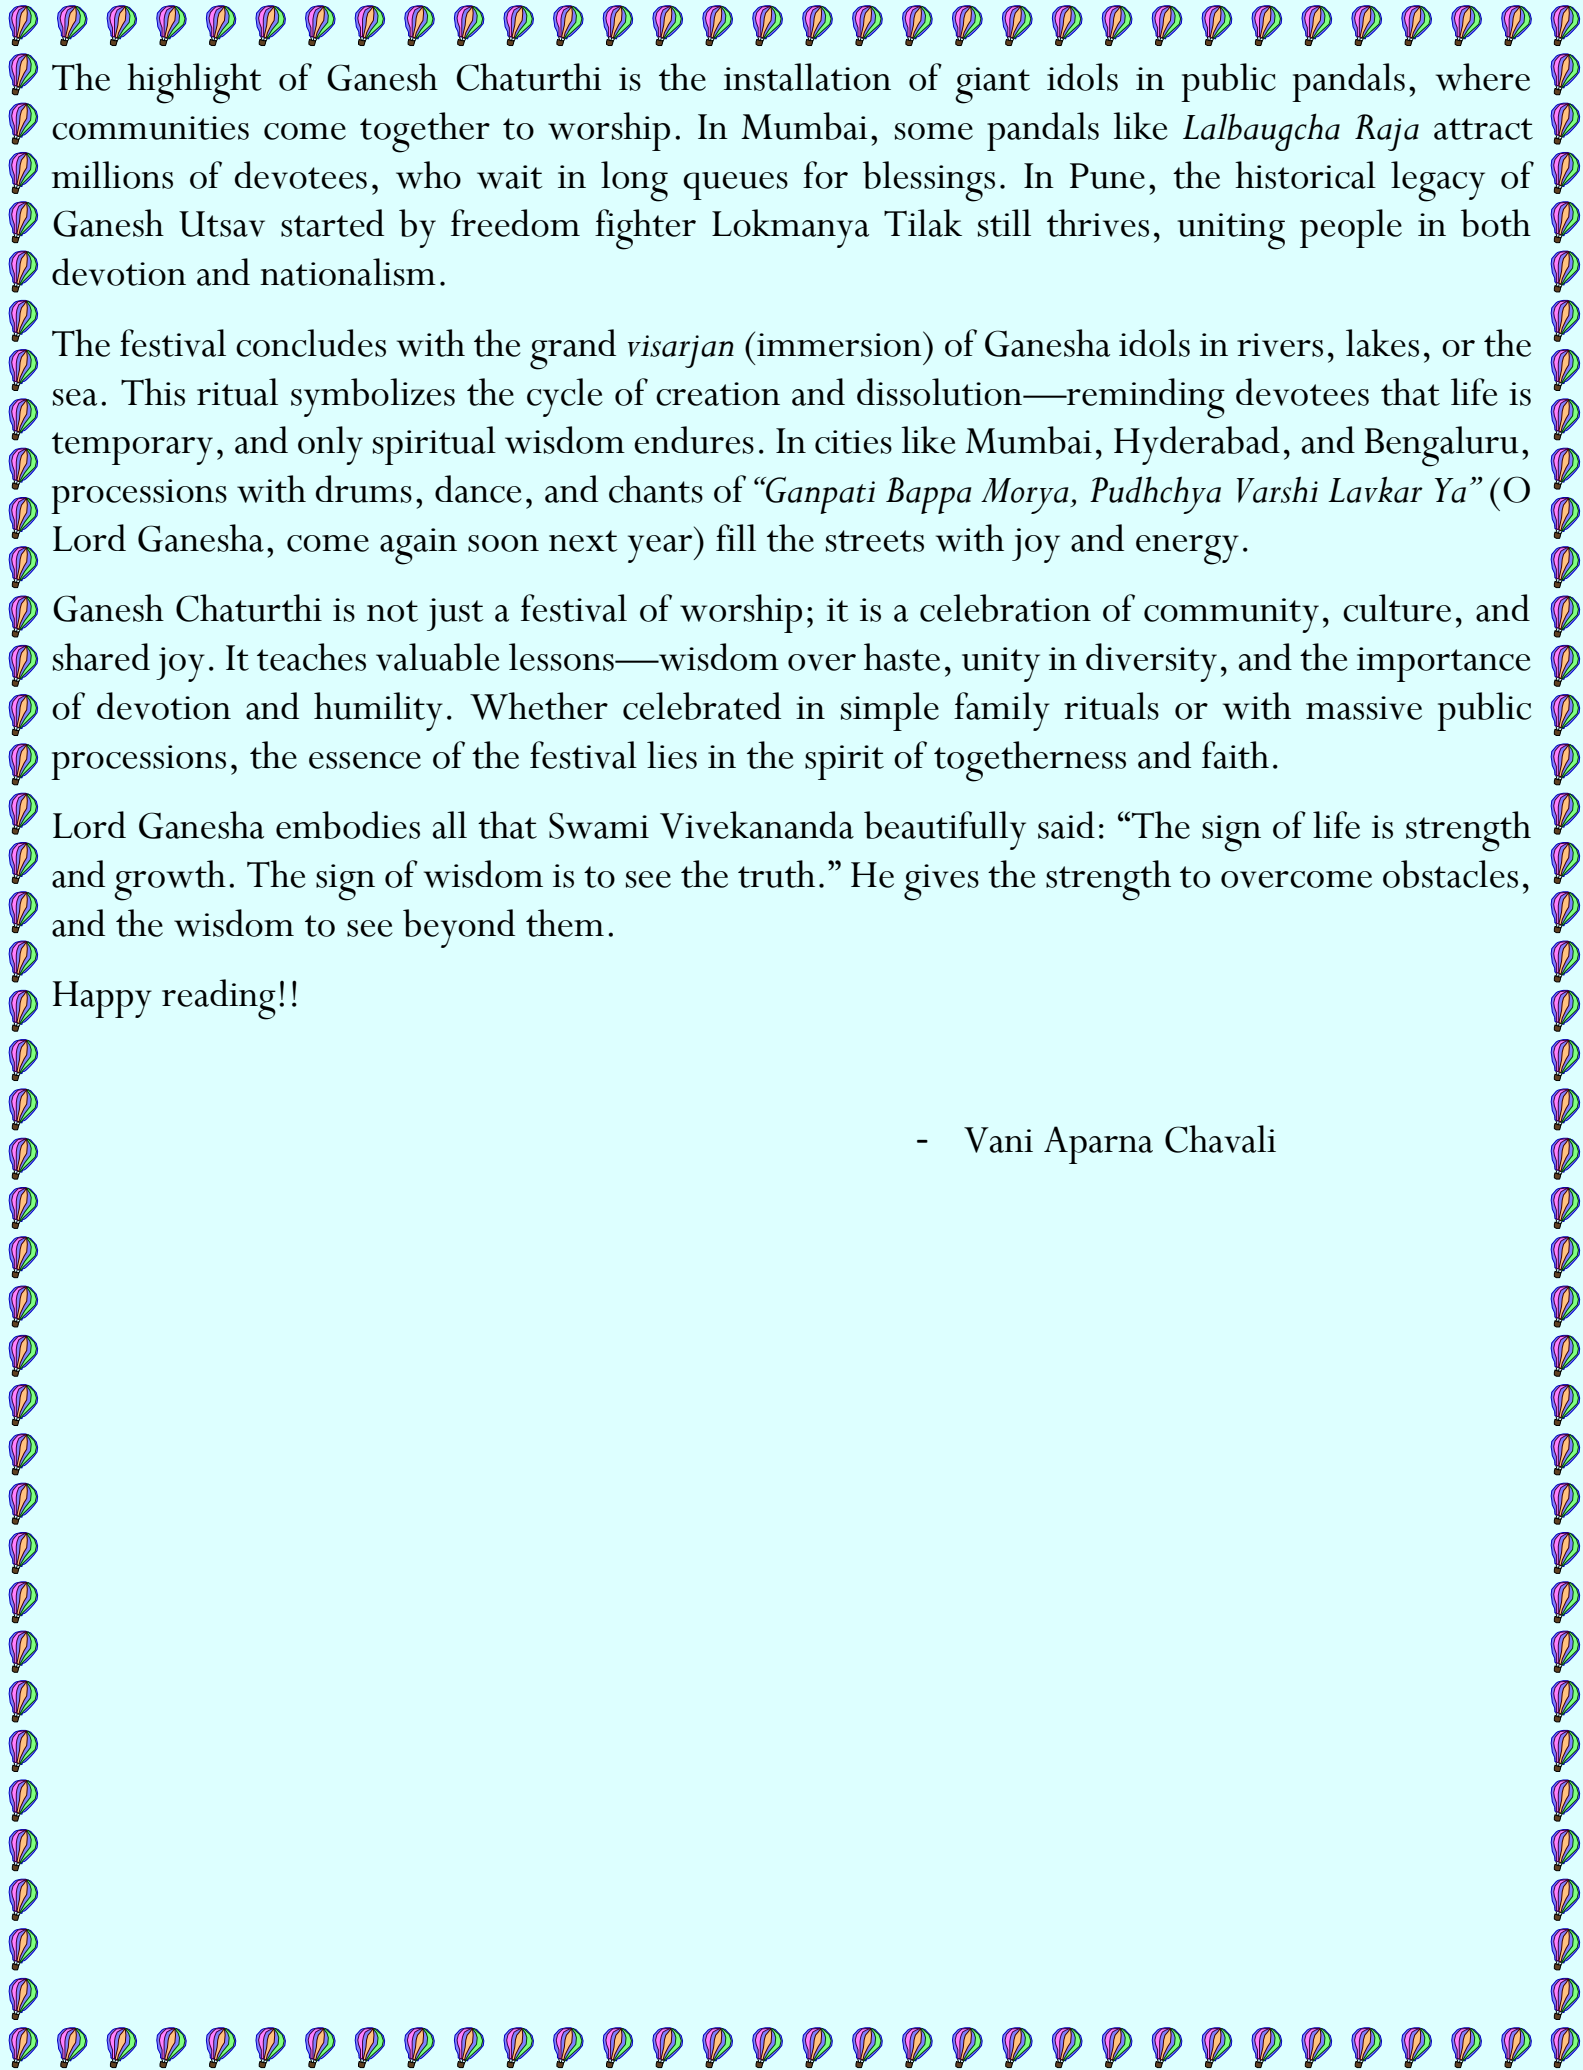 The highlight of Ganesh Chaturthi is the installation of giant idols in public pandals, where
communities come together to worship. In Mumbai, some pandals like Lalbaugcha Raja attract
millions of devotees, who wait in long queues for blessings. In Pune, the historical legacy of
Ganesh Utsav started by freedom fighter Lokmanya Tilak still thrives, uniting people in both
devotion and nationalism.
The festival concludes with the grand visarjan (immersion) of Ganesha idols in rivers, lakes, or the
sea. This ritual symbolizes the cycle of creation and dissolution—reminding devotees that life is
temporary, and only spiritual wisdom endures. In cities like Mumbai, Hyderabad, and Bengaluru,
processions with drums, dance, and chants of “Ganpati Bappa Morya, Pudhchya Varshi Lavkar Ya” (O
Lord Ganesha, come again soon next year) fill the streets with joy and energy.
Ganesh Chaturthi is not just a festival of worship; it is a celebration of community, culture, and
shared joy. It teaches valuable lessons—wisdom over haste, unity in diversity, and the importance
of devotion and humility. Whether celebrated in simple family rituals or with massive public
processions, the essence of the festival lies in the spirit of togetherness and faith.
Lord Ganesha embodies all that Swami Vivekananda beautifully said: “The sign of life is strength
and growth. The sign of wisdom is to see the truth.” He gives the strength to overcome obstacles,
and the wisdom to see beyond them.
Happy reading!!
- Vani Aparna Chavali